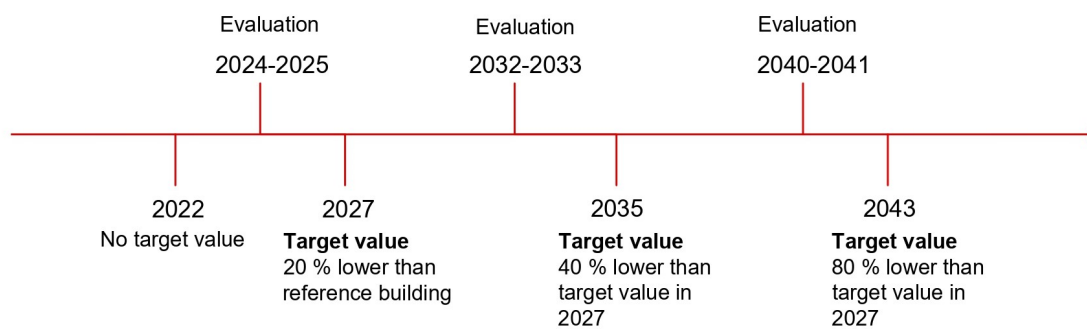 Evaluation
2024-2025
Evaluation
2032-2033
Evaluation
2040-2041
2022
No target value
2027
Target value
20 % lower than
reference building
2035
Target value
40 % lower than
target value in
2027
2043
Target value
80 % lower than
target value in
2027